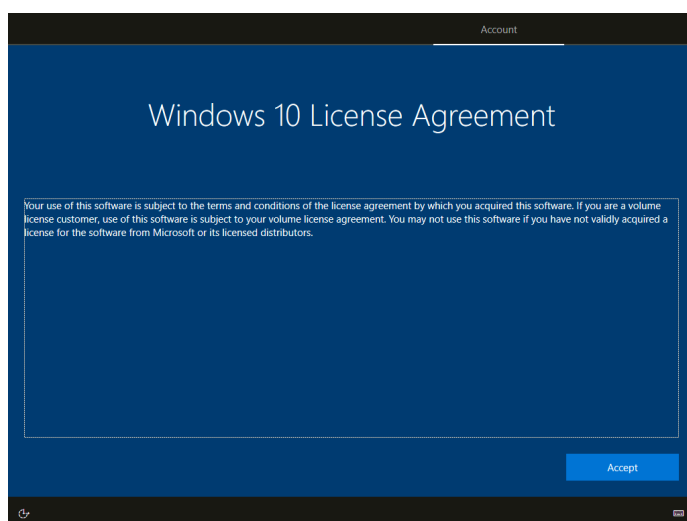 Account
Windows 10 License Agreement
Your use of this software is subject to the terms and conditions of the license agreement by which you acquired this software. If you are a volume
license customer, use of this software is subject to your volume license agreement. You may not use this software if you have not validly acquired a
license for the software from Microsoft or its licensed distributors.
Accept